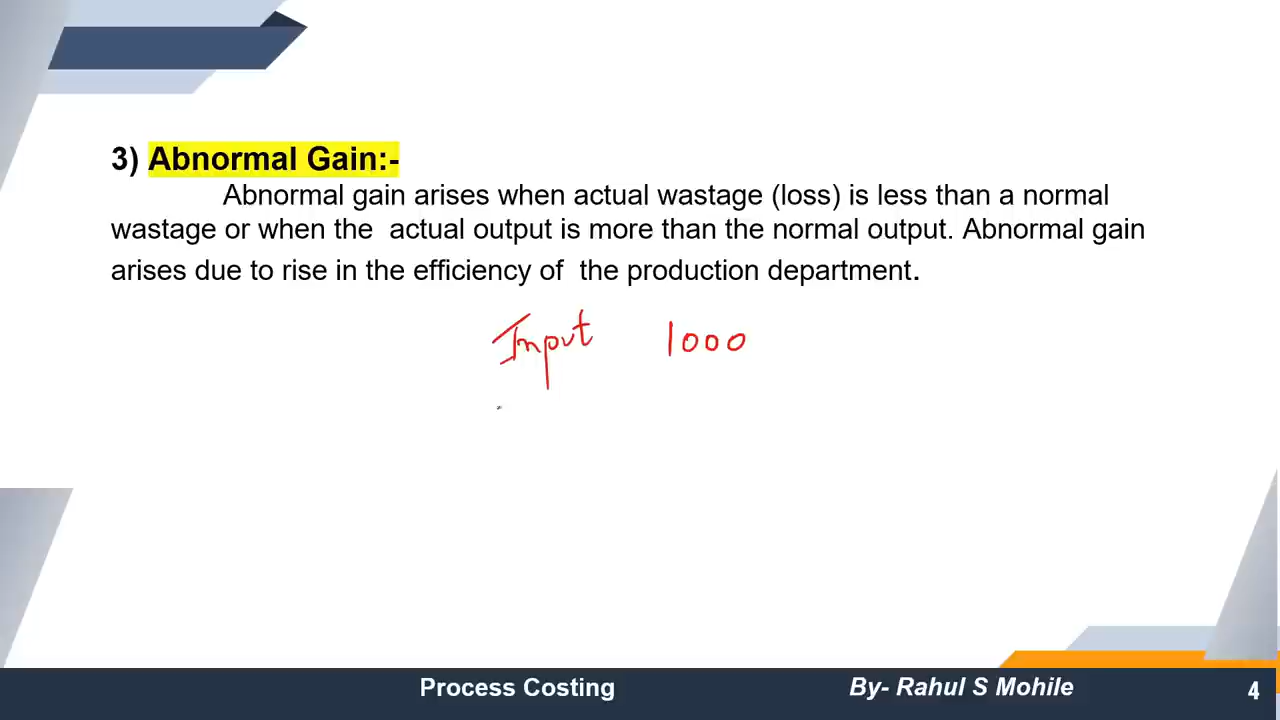 3) Abnormal Gain:-
Abnormal gain arises when actual wastage (loss) is less than a normal
wastage or when the actual output is more than the normal output. Abnormal gain
arises due to rise in the efficiency of the production department.
Input 1000
Process Costing
By- Rahul S Mohile
4